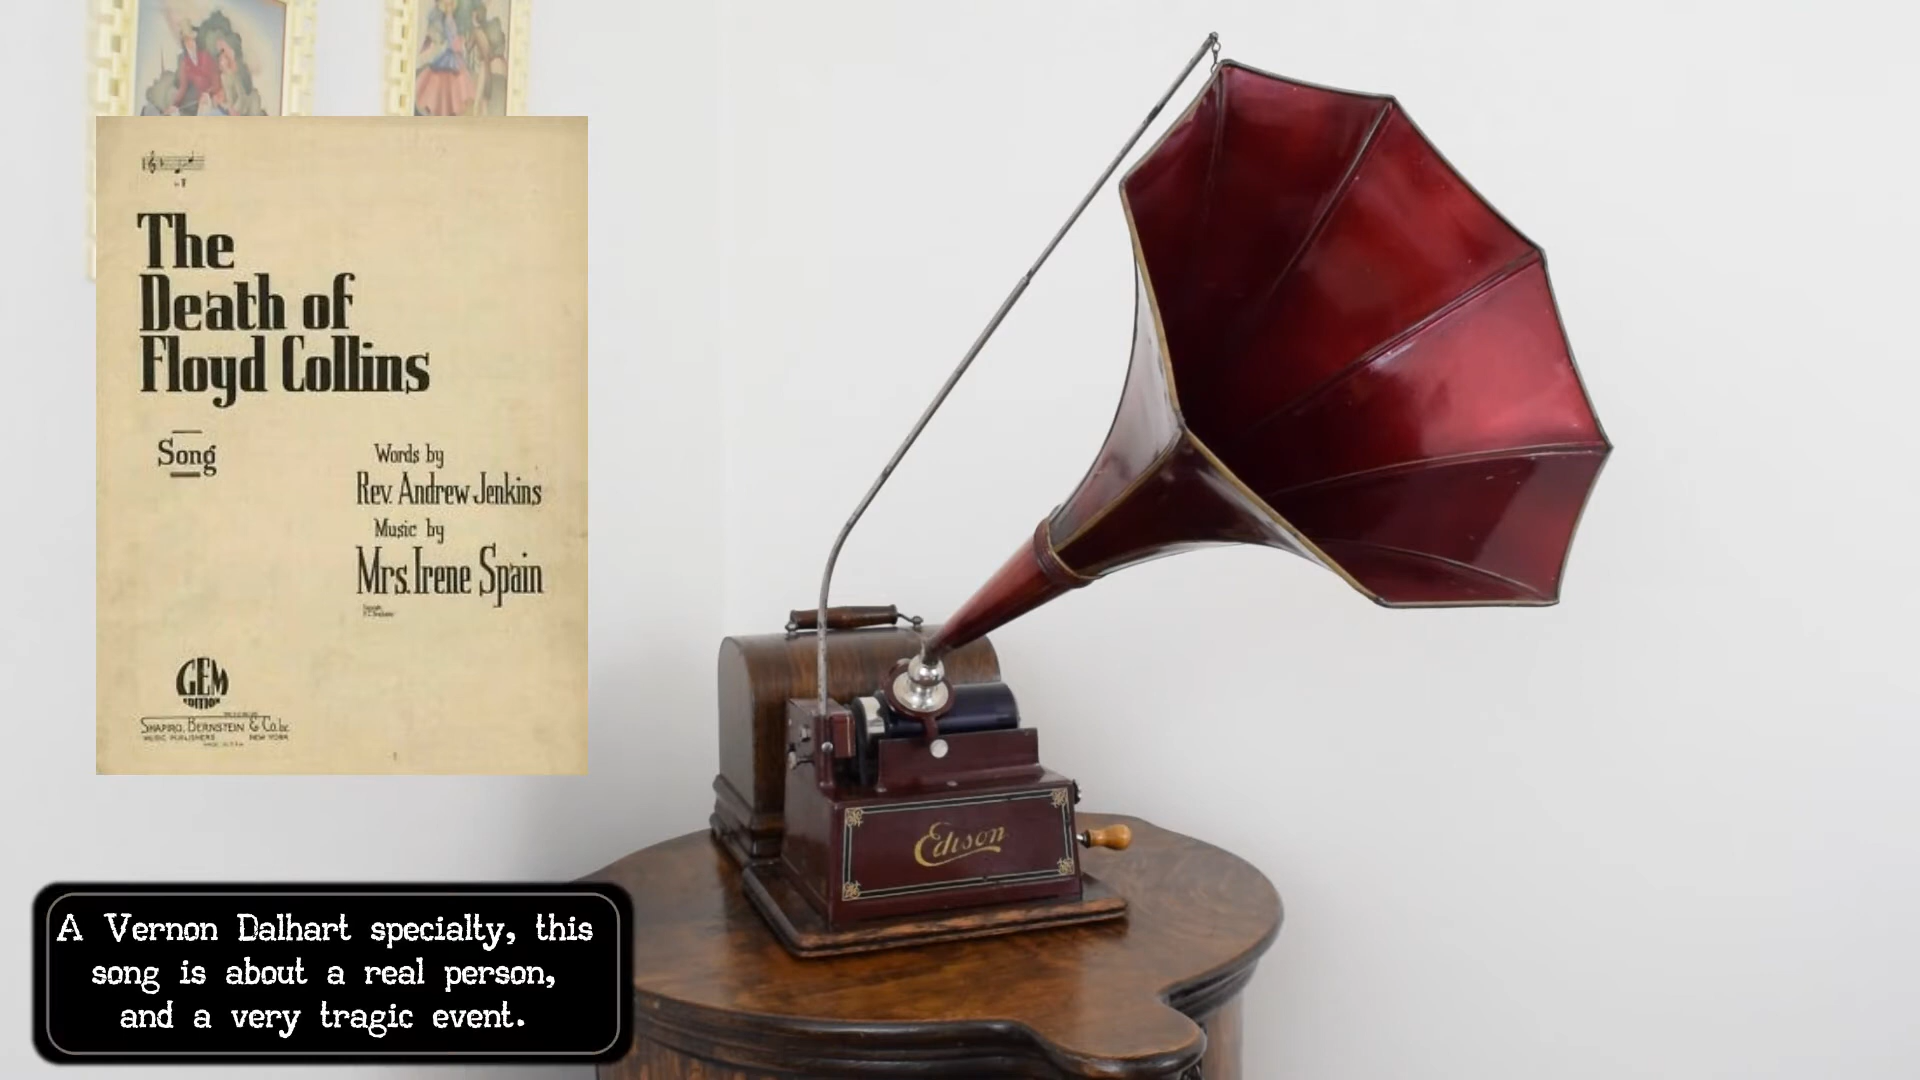 The
Death of
Floyd Collins
Song
Words by
Rev. Andrew Jenkins
Music by
Mrs. Irene Spain
GEM
EDITION
SHAPIRO, BERNSTEIN & Co. Inc
MUSIC PUBLISHERS NEW YORK
Edison
A Vernon Dalhart specialty, this
song is about a real person,
and a very tragic event.